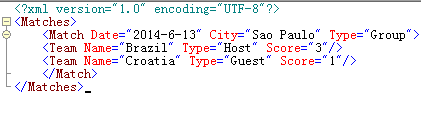 <?xml version="1.0" encoding="UTF-8"?>
<Matches>
<Match Date="2014-6-13" City="Sao Paulo" Type="Group">
<Team Name="Brazil" Type="Host" Score="3"/>
<Team Name="Croatia" Type="Guest" Score="1"/>
</Match>
</Matches>